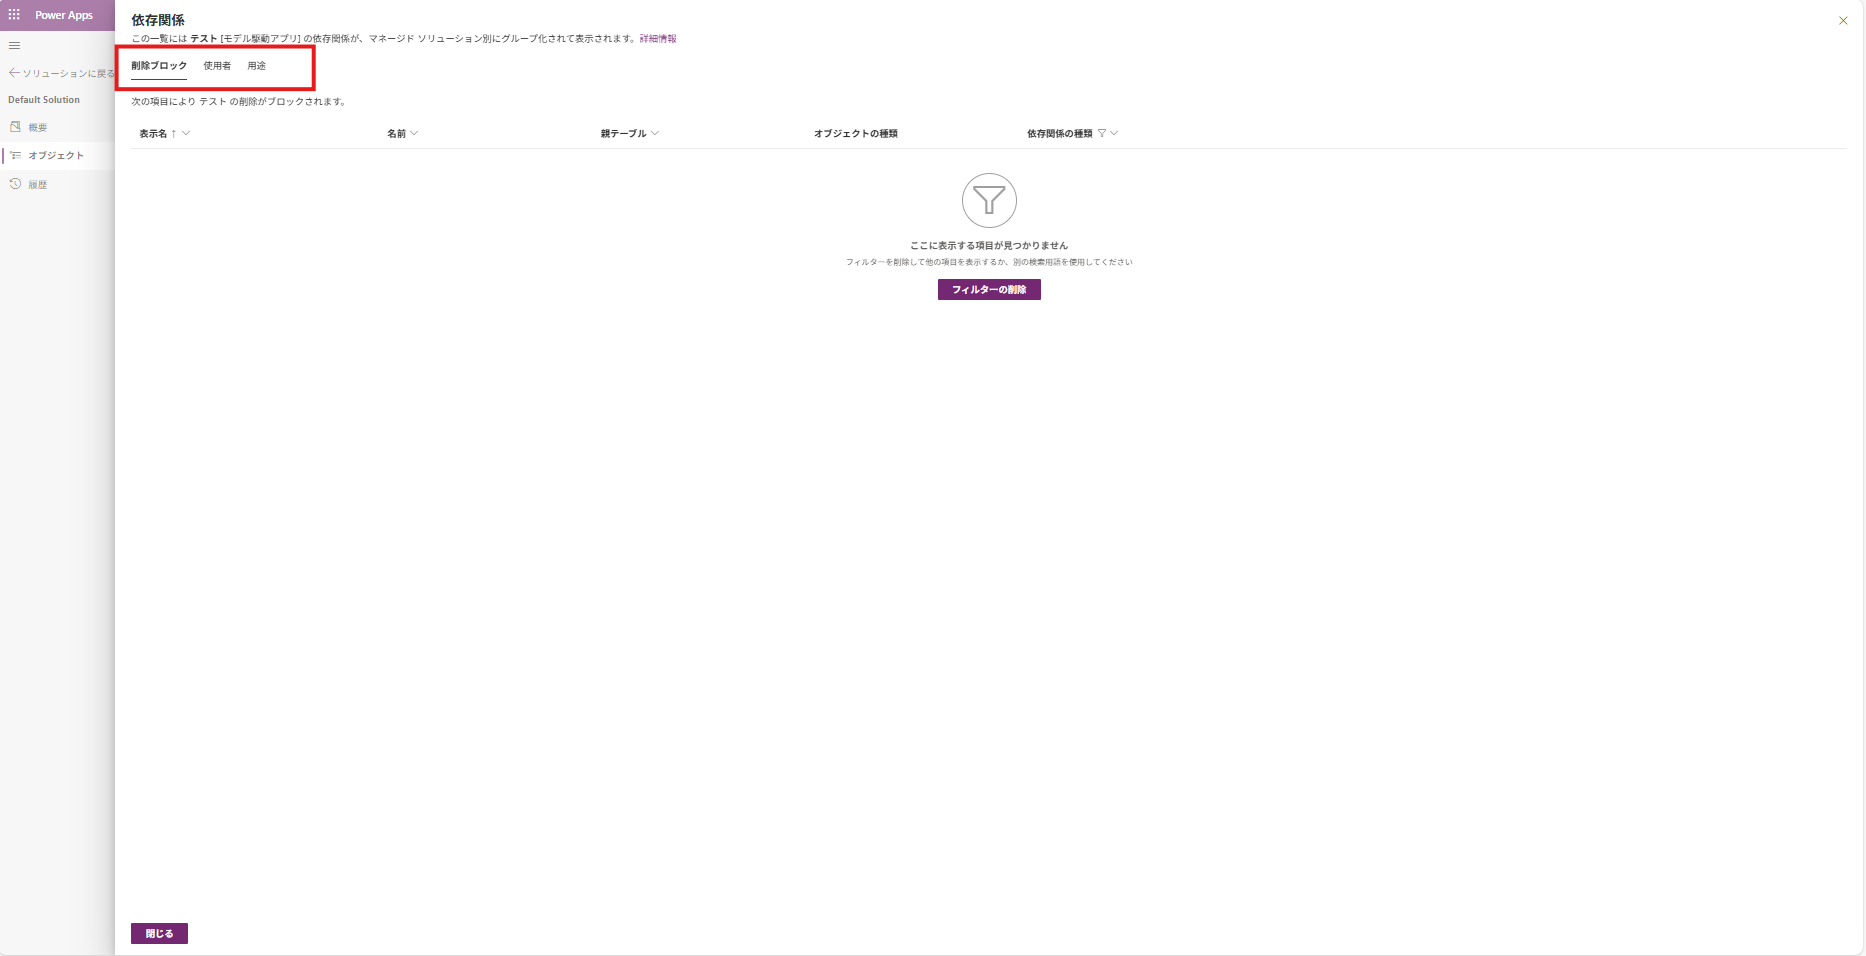 Power Apps
ソリューションに戻る
Default Solution
概要
オブジェクト
履歴
依存関係
この一覧には テスト [モデル駆動アプリ] の依存関係が、マネージド ソリューション別にグループ化されて表示されます。 詳細情報
削除ブロック 使用者 用途
次の項目により テスト の削除がブロックされます。
表示名 ↑ 名前 親テーブル オブジェクトの種類 依存関係の種類
ここに表示する項目が見つかりません
フィルターを削除して他の項目を表示するか、別の検索用語を使用してください
フィルターの削除
閉じる